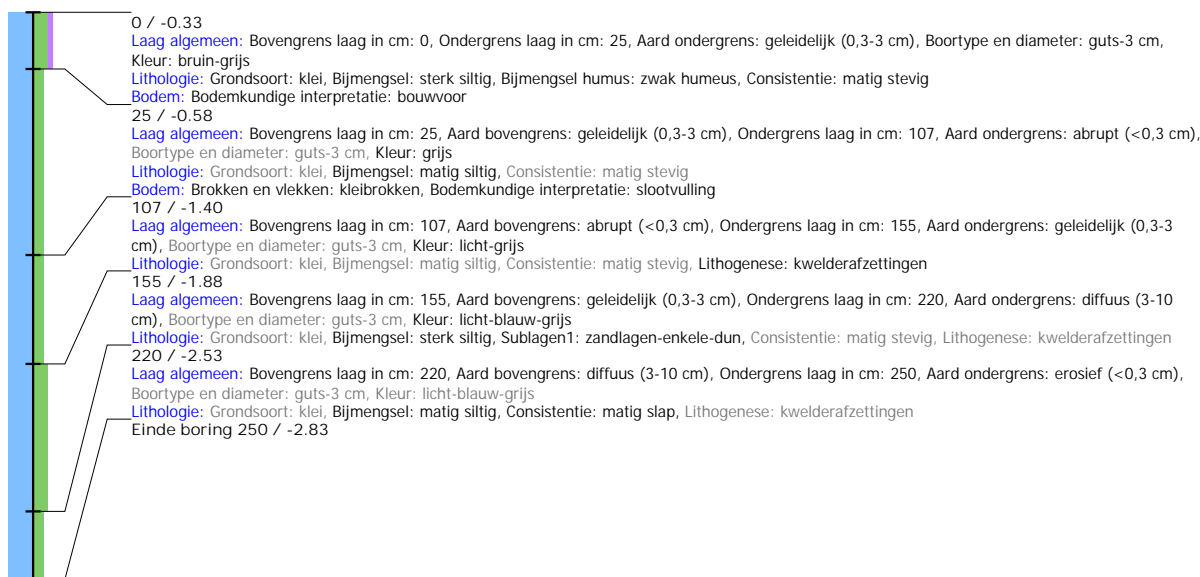 0 / -0.33
Laag algemeen: Bovengrens laag in cm: 0, Ondergrens laag in cm: 25, Aard ondergrens: geleidelijk (0,3-3 cm), Boortype en diameter: guts-3 cm,
Kleur: bruin-grijs
Lithologie: Grondsoort: klei, Bijmengsel: sterk siltig, Bijmengsel humus: zwak humeus, Consistentie: matig stevig
Bodem: Bodemkundige interpretatie: bouwvoor
25 / -0.58
Laag algemeen: Bovengrens laag in cm: 25, Aard bovengrens: geleidelijk (0,3-3 cm), Ondergrens laag in cm: 107, Aard ondergrens: abrupt (<0,3 cm),
Boortype en diameter: guts-3 cm, Kleur: grijs
Lithologie: Grondsoort: klei, Bijmengsel: matig siltig, Consistentie: matig stevig
Bodem: Brokken en vlekken: kleibrokken, Bodemkundige interpretatie: slootvulling
107 / -1.40
Laag algemeen: Bovengrens laag in cm: 107, Aard bovengrens: abrupt (<0,3 cm), Ondergrens laag in cm: 155, Aard ondergrens: geleidelijk (0,3-3
cm), Boortype en diameter: guts-3 cm, Kleur: licht-grijs
Lithologie: Grondsoort: klei, Bijmengsel: matig siltig, Consistentie: matig stevig, Lithogenese: kwelderafzettingen
155 / -1.88
Laag algemeen: Bovengrens laag in cm: 155, Aard bovengrens: geleidelijk (0,3-3 cm), Ondergrens laag in cm: 220, Aard ondergrens: diffuus (3-10
cm), Boortype en diameter: guts-3 cm, Kleur: licht-blauw-grijs
Lithologie: Grondsoort: klei, Bijmengsel: sterk siltig, Sublagen1: zandlagen-enkele-dun, Consistentie: matig stevig, Lithogenese: kwelderafzettingen
220 / -2.53
Laag algemeen: Bovengrens laag in cm: 220, Aard bovengrens: diffuus (3-10 cm), Ondergrens laag in cm: 250, Aard ondergrens: erosief (<0,3 cm),
Boortype en diameter: guts-3 cm, Kleur: licht-blauw-grijs
Lithologie: Grondsoort: klei, Bijmengsel: matig siltig, Consistentie: matig slap, Lithogenese: kwelderafzettingen
Einde boring 250 / -2.83